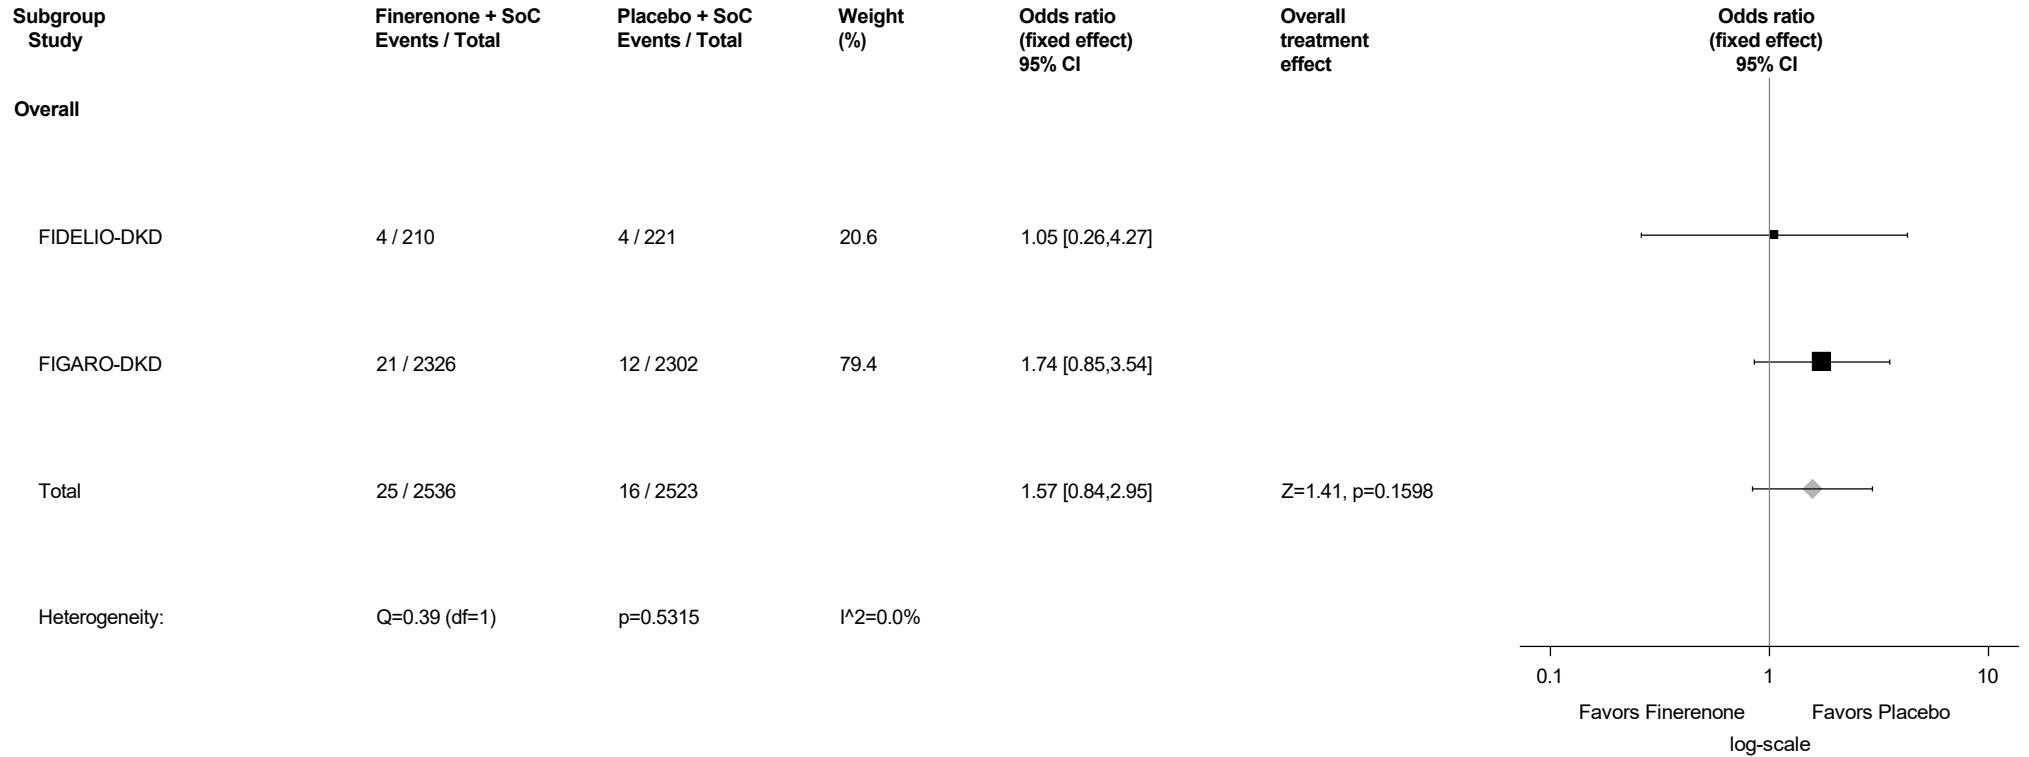 Subgroup Finerenone + SoC Placebo + SoC Weight Odds ratio Overall Odds ratio
Study Events / Total Events / Total (%) (fixed effect) treatment (fixed effect)
95% CI effect 95% CI
Overall
FIDELIO-DKD 4 / 210 4 / 221 20.6 1.05 [0.26,4.27]
FIGARO-DKD 21 / 2326 12 / 2302 79.4 1.74 [0.85,3.54]
Total 25 / 2536 16 / 2523 1.57 [0.84,2.95] Z=1.41, p=0.1598
Heterogeneity: Q=0.39 (df=1) p=0.5315 I^2=0.0%
0.1 1 10
Favors Finerenone Favors Placebo
log-scale